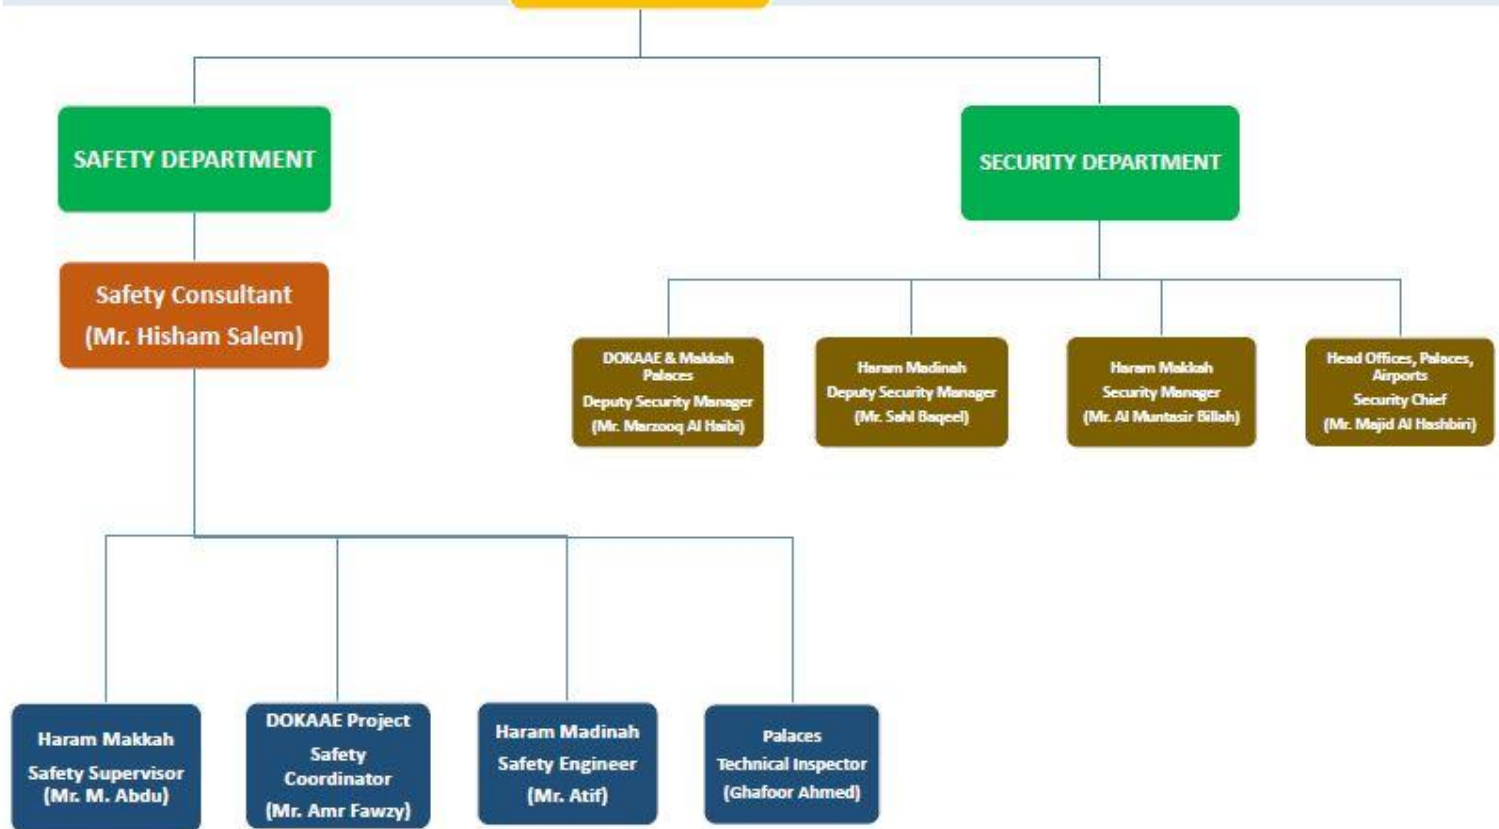 SAFETY DEPARTMENT
SECURITY DEPARTMENT
Safety Consultant
(Mr. Hisham Salem)
DOKAAE & Makkah
Palaces
Deputy Security Manager
(Mr. Marzooq Al Haibi)
Haram Madinah
Deputy Security Manager
(Mr. Sahl Baqeel)
Haram Makkah
Security Manager
(Mr. Al Muntasir Billah)
Head Offices, Palaces,
Airports
Security Chief
(Mr. Majid Al Hashbiri)
Haram Makkah
Safety Supervisor
(Mr. M. Abdu)
DOKAAE Project
Safety
Coordinator
(Mr. Amr Fawzy)
Haram Madinah
Safety Engineer
(Mr. Atif)
Palaces
Technical Inspector
(Ghafoor Ahmed)